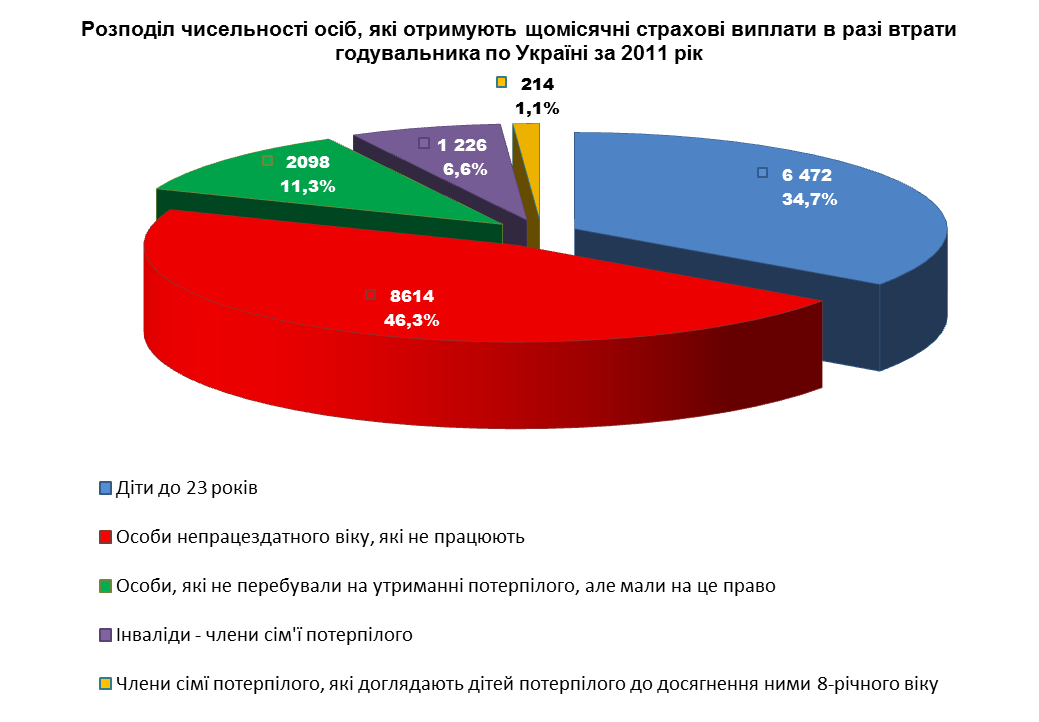 Розподіл чисельності осіб, які отримують щомісячні страхові виплати в разі втрати
годувальника по Україні за 2011 рік
214
1,1%
1 226
6,6%
2098
11,3%
6 472
34,7%
8614
46,3%
Діти до 23 років
Особи непрацездатного віку, які не працюють
Особи, які не перебували на утриманні потерпілого, але мали на це право
Інваліди - члени сім'ї потерпілого
Члени сімї потерпілого, які доглядають дітей потерпілого до досягнення ними 8-річного віку